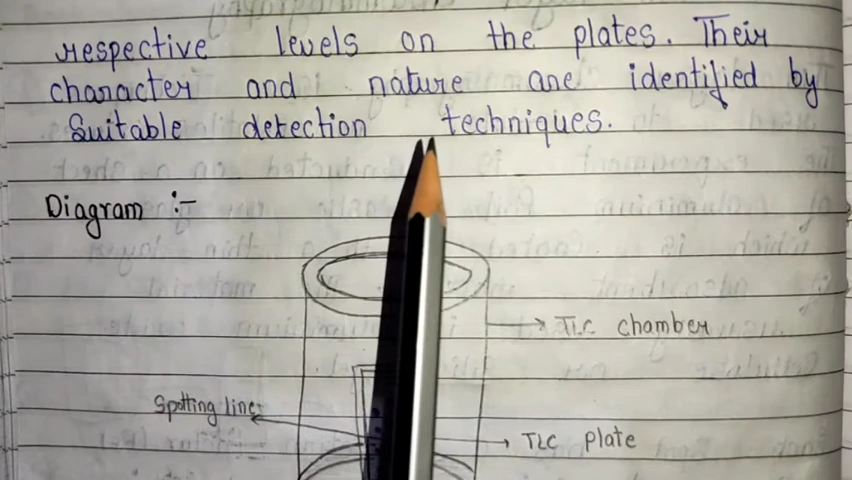 respective levels on the plates. Their
character and nature are identified by
Suitable detection techniques.
Diagram :-
TLC chamber
Spotting line
TLC plate